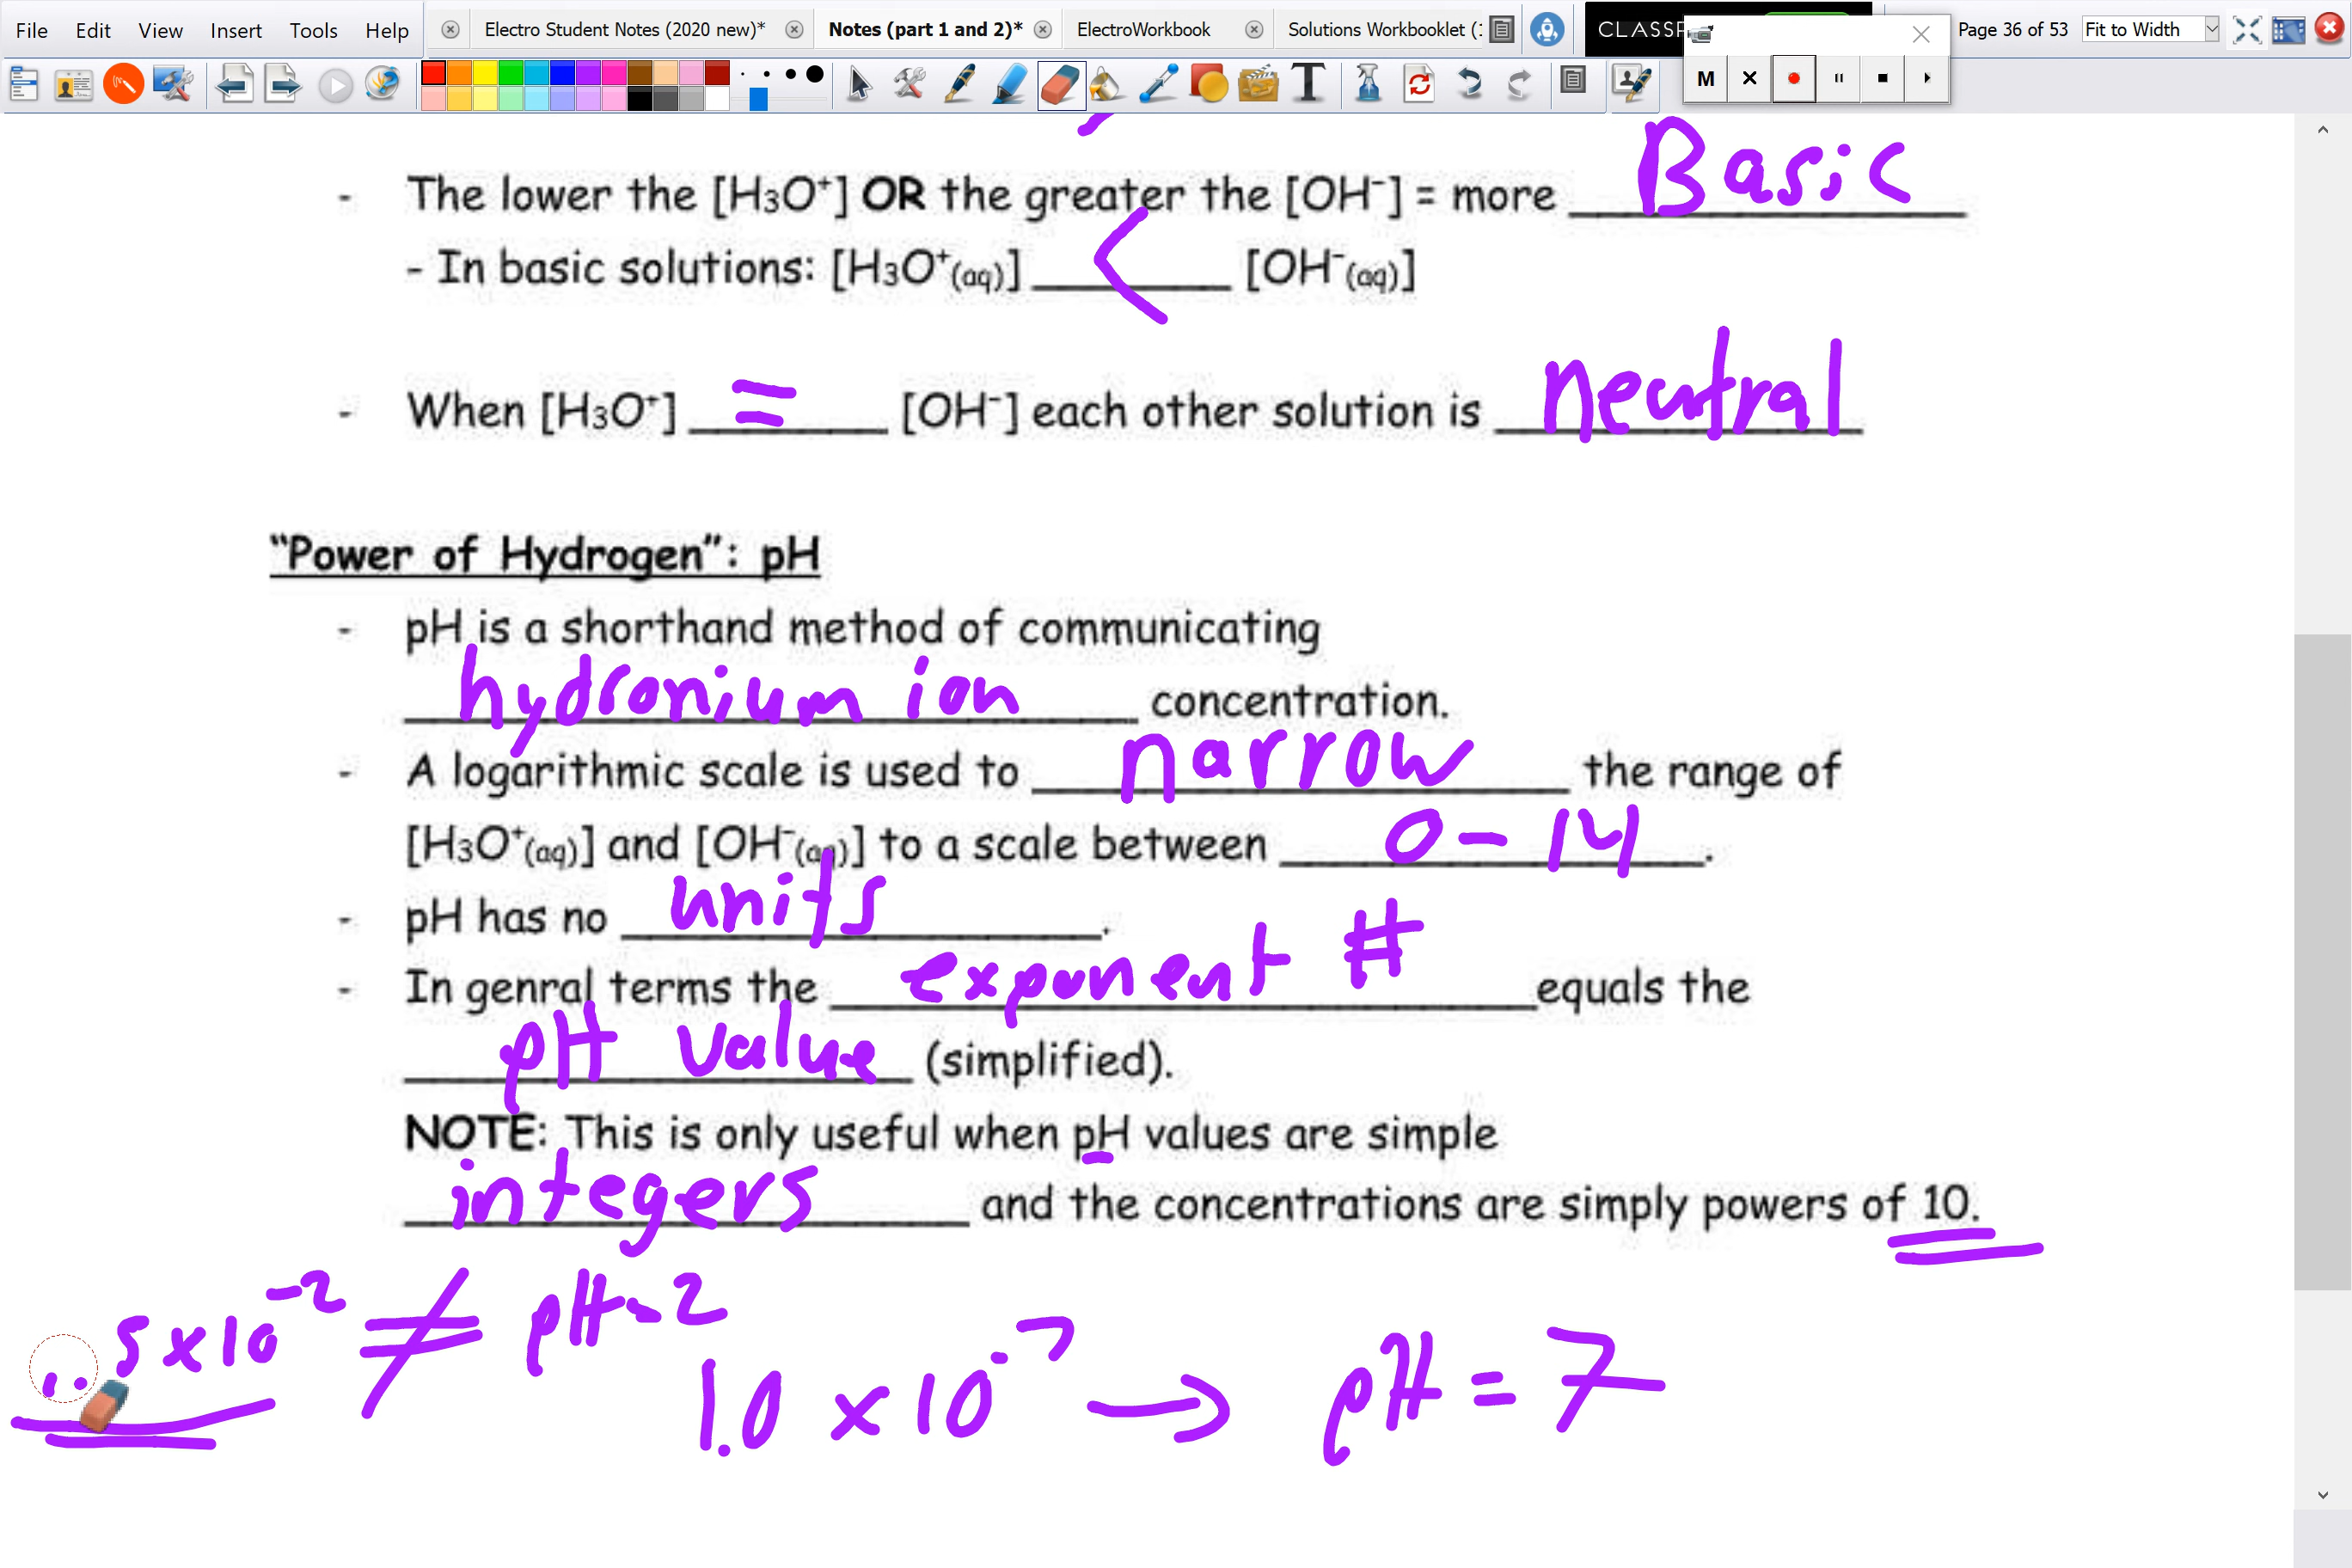 File Edit View Insert Tools Help Electro Student Notes (2020 new)* Notes (part 1 and 2)* ElectroWorkbook Solutions Workbooklet (1 Page 36 of 53 Fit to Width
M
- The lower the [H3O+] OR the greater the [OH-] = more Basic
- In basic solutions: [H3O+(aq)] < [OH-(aq)]
- When [H3O+] = [OH-] each other solution is neutral
"Power of Hydrogen": pH
- pH is a shorthand method of communicating
hydronium ion concentration.
- A logarithmic scale is used to narrow the range of
[H3O+(aq)] and [OH-(aq)] to a scale between 0-14.
- pH has no units.
- In genral terms the exponent # equals the
pH value (simplified).
NOTE: This is only useful when pH values are simple
integers and the concentrations are simply powers of 10.
5 x 10^-2 ≠ pH-2
1.0 x 10^-7 → pH = 7